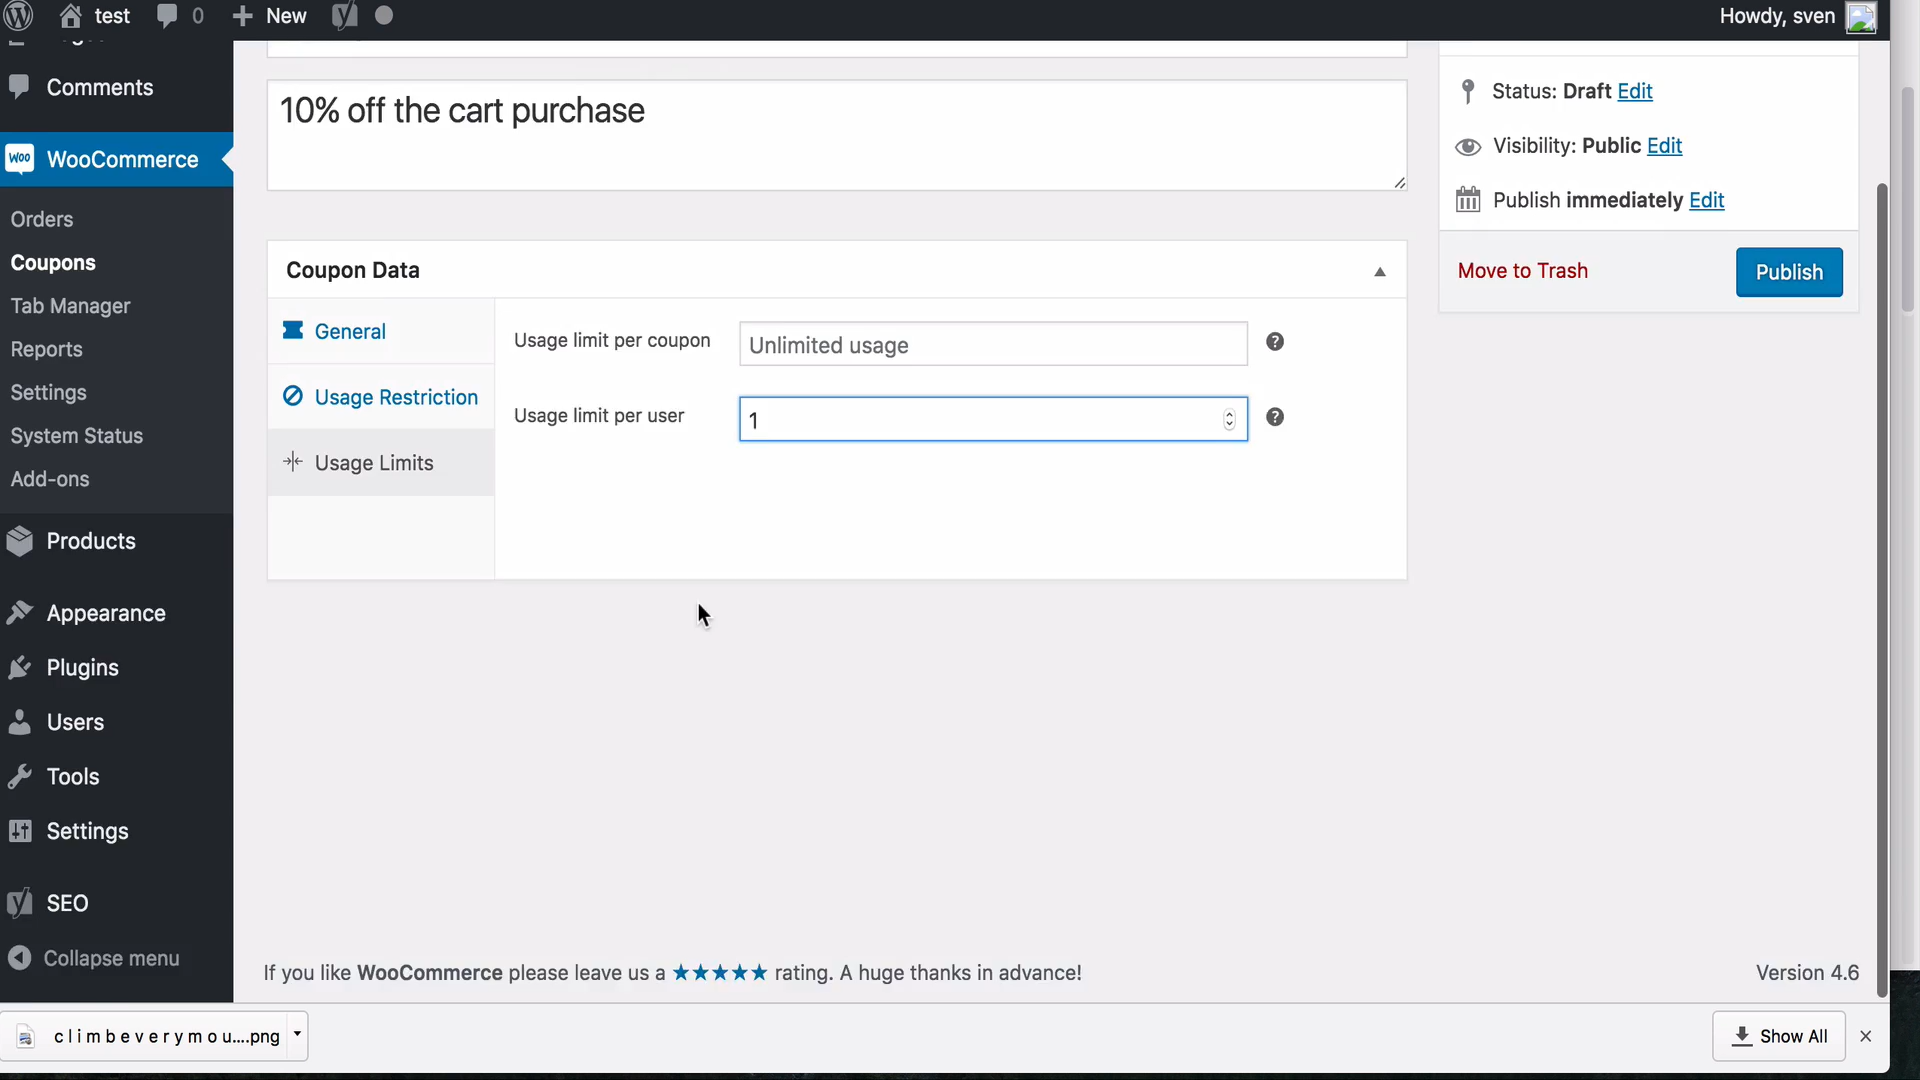 test 0 New Howdy, sven
Comments
10% off the cart purchase
Status: Draft Edit
Visibility: Public Edit
Publish immediately Edit
Move to Trash Publish
WOO WooCommerce
Orders
Coupons
Tab Manager
Reports
Settings
System Status
Add-ons
Products
Appearance
Plugins
Users
Tools
Settings
SEO
Collapse menu
Coupon Data
General
Usage Restriction
Usage Limits
Usage limit per coupon Unlimited usage ?
Usage limit per user 1 ?
If you like WooCommerce please leave us a ★★★★★ rating. A huge thanks in advance! Version 4.6
climbeverymou....png Show All